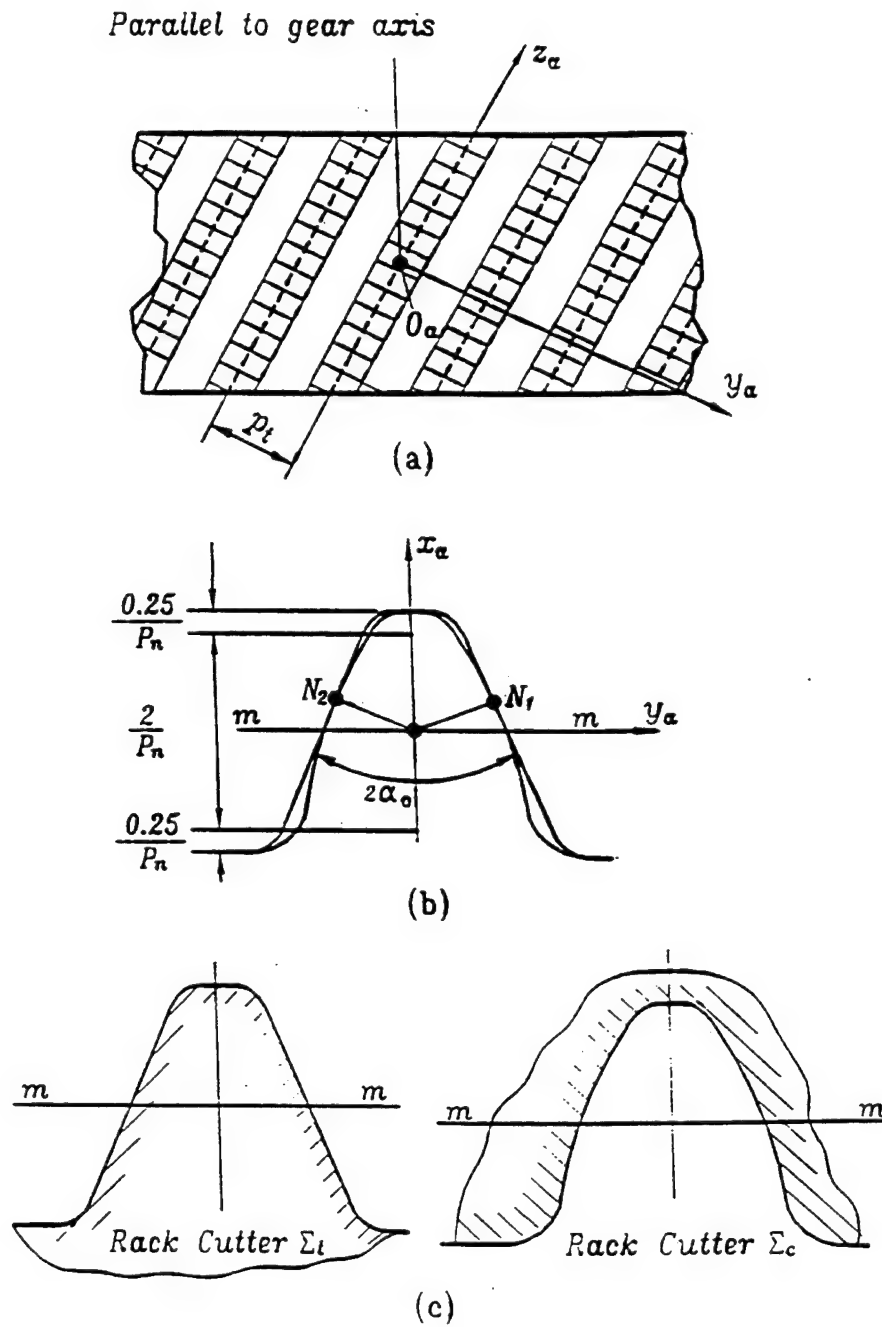 Parallel to gear axis
z_a
O_a
y_a
p_t
(a)
x_a
0.25
P_n
N_2
N_1
m
m
y_a
2
P_n
2α_o
0.25
P_n
(b)
m
m
m
m
Rack Cutter Σ_t
Rack Cutter Σ_c
(c)